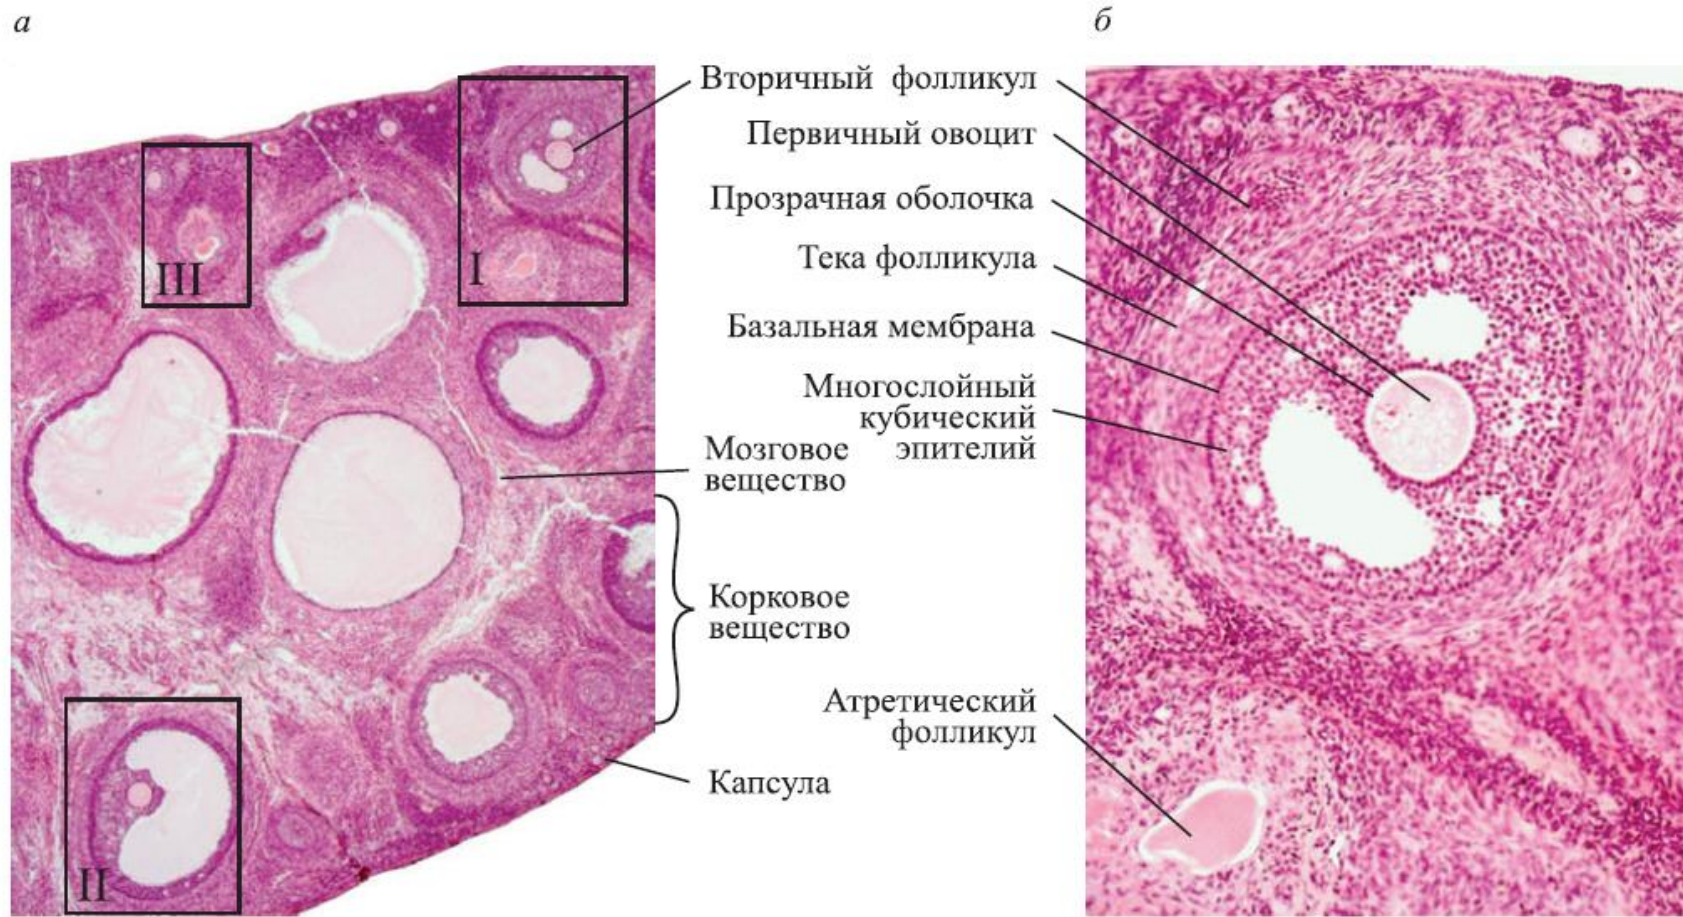 а
б
Вторичный фолликул
Первичный овоцит
Прозрачная оболочка
Тека фолликула
Базальная мембрана
Многослойный
кубический
эпителий
Мозговое
вещество
Корковое
вещество
Атретический
фолликул
Капсула
III
I
II